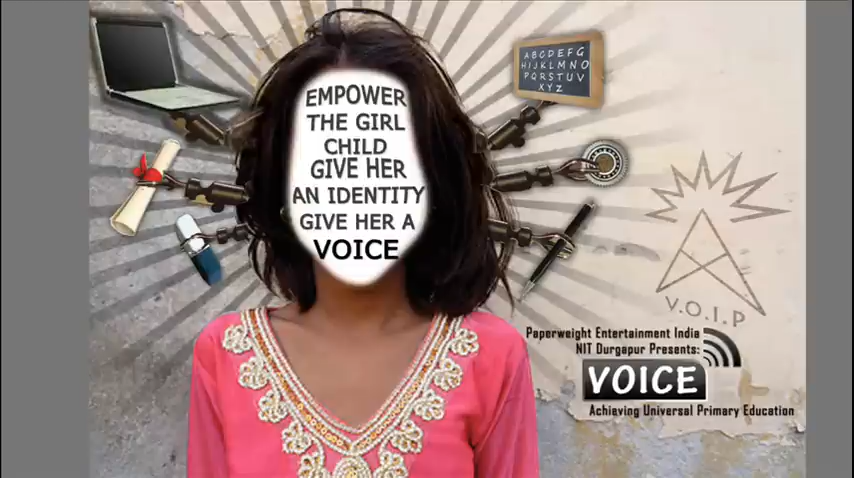 EMPOWER
THE GIRL
CHILD
GIVE HER
AN IDENTITY
GIVE HER A
VOICE
ABCDEFG
HIJKLMNO
PQRSTUV
XYZ
V.O.I.P
Paperweight Entertainment India
NIT Durgapur Presents:
VOICE
Achieving Universal Primary Education